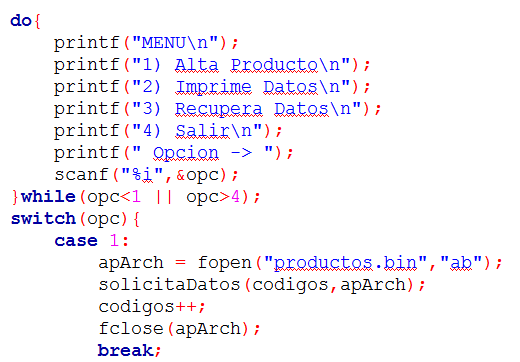 do{
    printf("MENU\n");
    printf("1) Alta Producto\n");
    printf("2) Imprime Datos\n");
    printf("3) Recupera Datos\n");
    printf("4) Salir\n");
    printf(" Opcion -> ");
    scanf("%i",&opc);
}while(opc<1 || opc>4);
switch(opc){
    case 1:
        apArch = fopen("productos.bin","ab");
        solicitaDatos(codigos,apArch);
        codigos++;
        fclose(apArch);
        break;